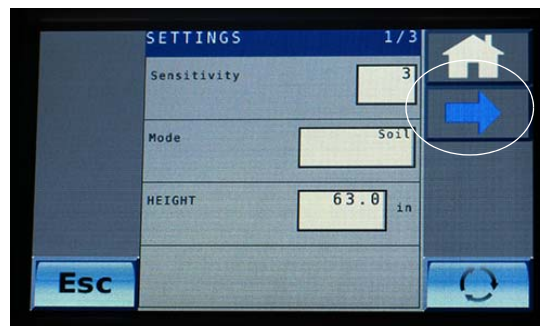 SETTINGS 1/3
Sensitivity 3
Mode Soil
HEIGHT 63.0 in
Esc